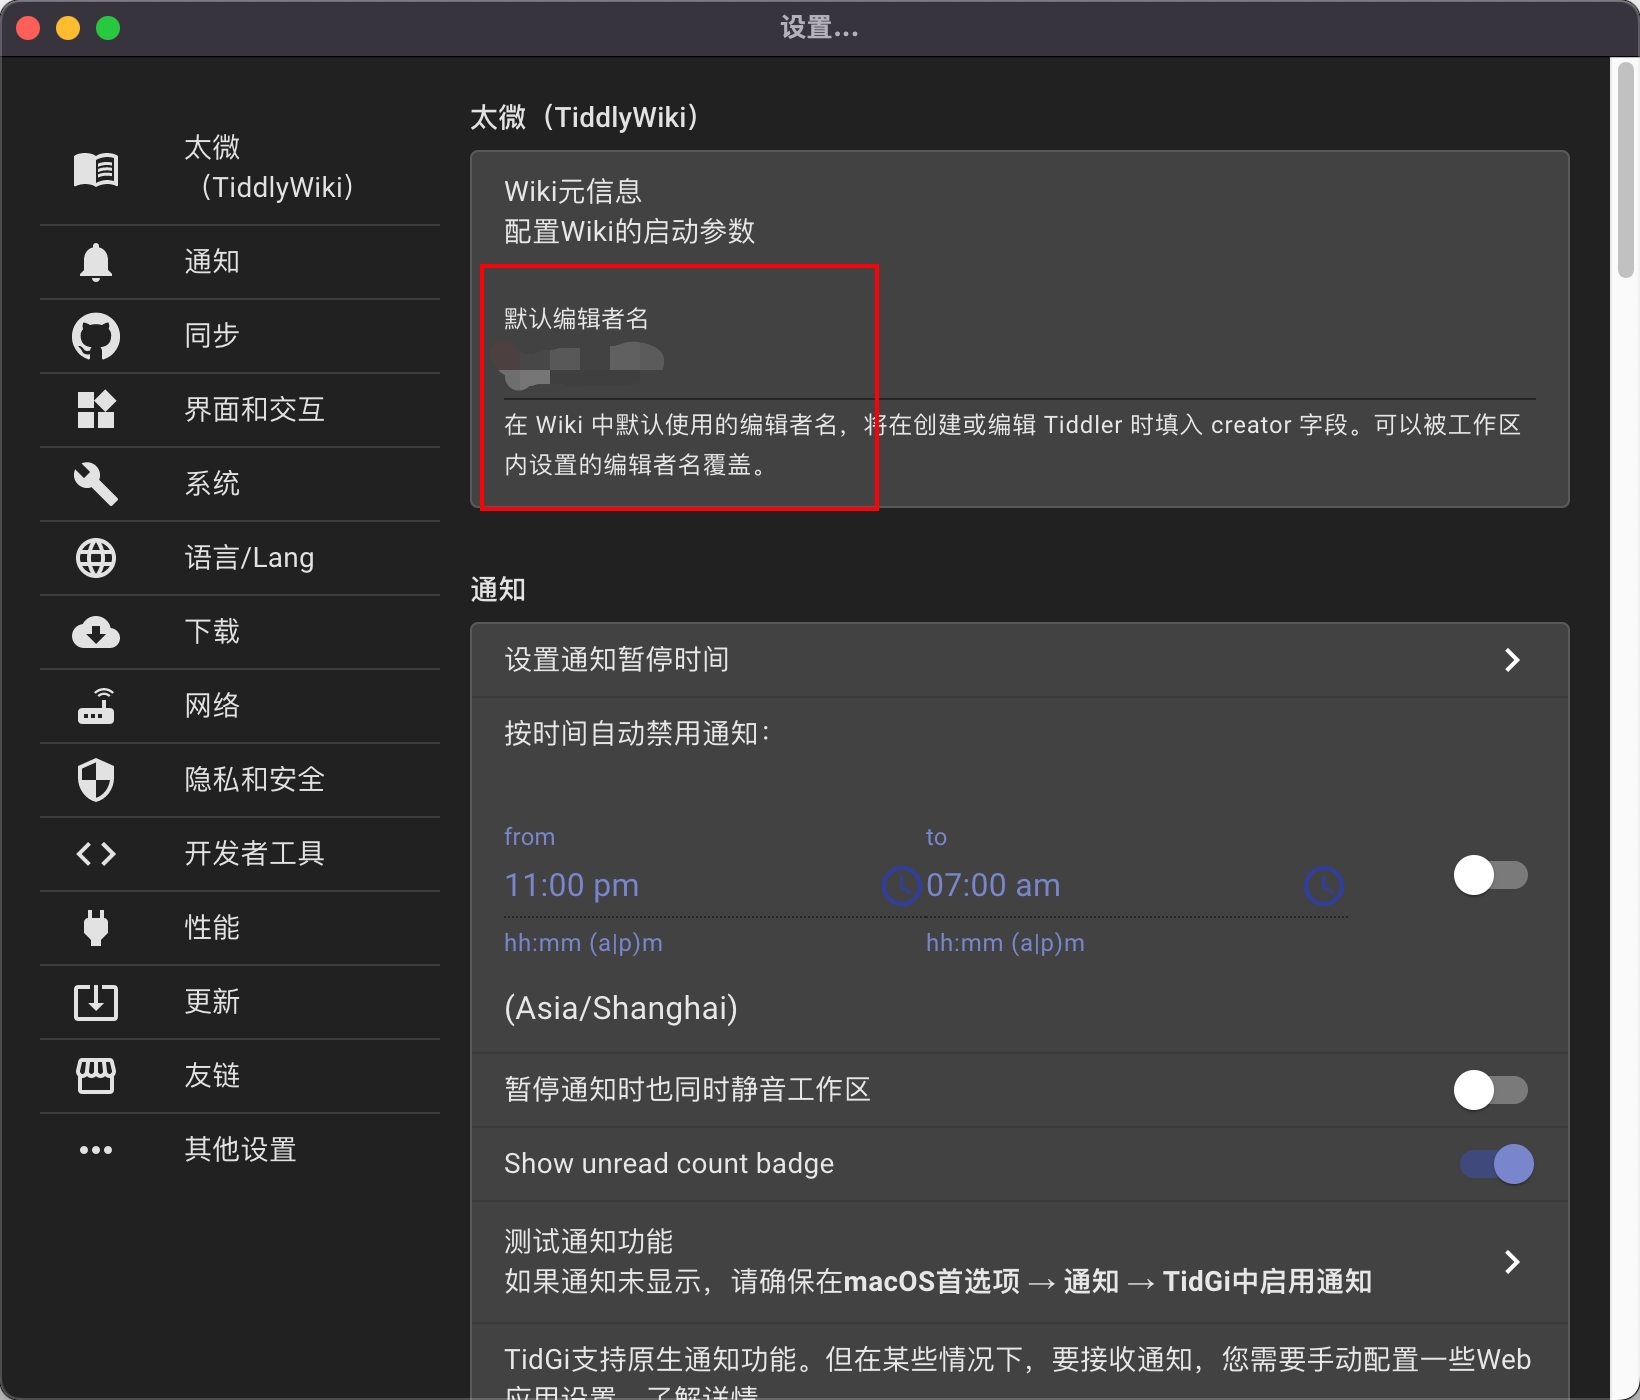 设置...
太微
（TiddlyWiki）
通知
同步
界面和交互
系统
语言/Lang
下载
网络
隐私和安全
开发者工具
性能
更新
友链
其他设置
太微（TiddlyWiki）
Wiki元信息
配置Wiki的启动参数
默认编辑者名
在 Wiki 中默认使用的编辑者名，将在创建或编辑 Tiddler 时填入 creator 字段。可以被工作区
内设置的编辑者名覆盖。
通知
设置通知暂停时间
按时间自动禁用通知：
from
to
11:00 pm
07:00 am
hh:mm (a|p)m
hh:mm (a|p)m
(Asia/Shanghai)
暂停通知时也同时静音工作区
Show unread count badge
测试通知功能
如果通知未显示，请确保在macOS首选项 → 通知 → TidGi中启用通知
TidGi支持原生通知功能。但在某些情况下，要接收通知，您需要手动配置一些Web
应用设置。了解详情